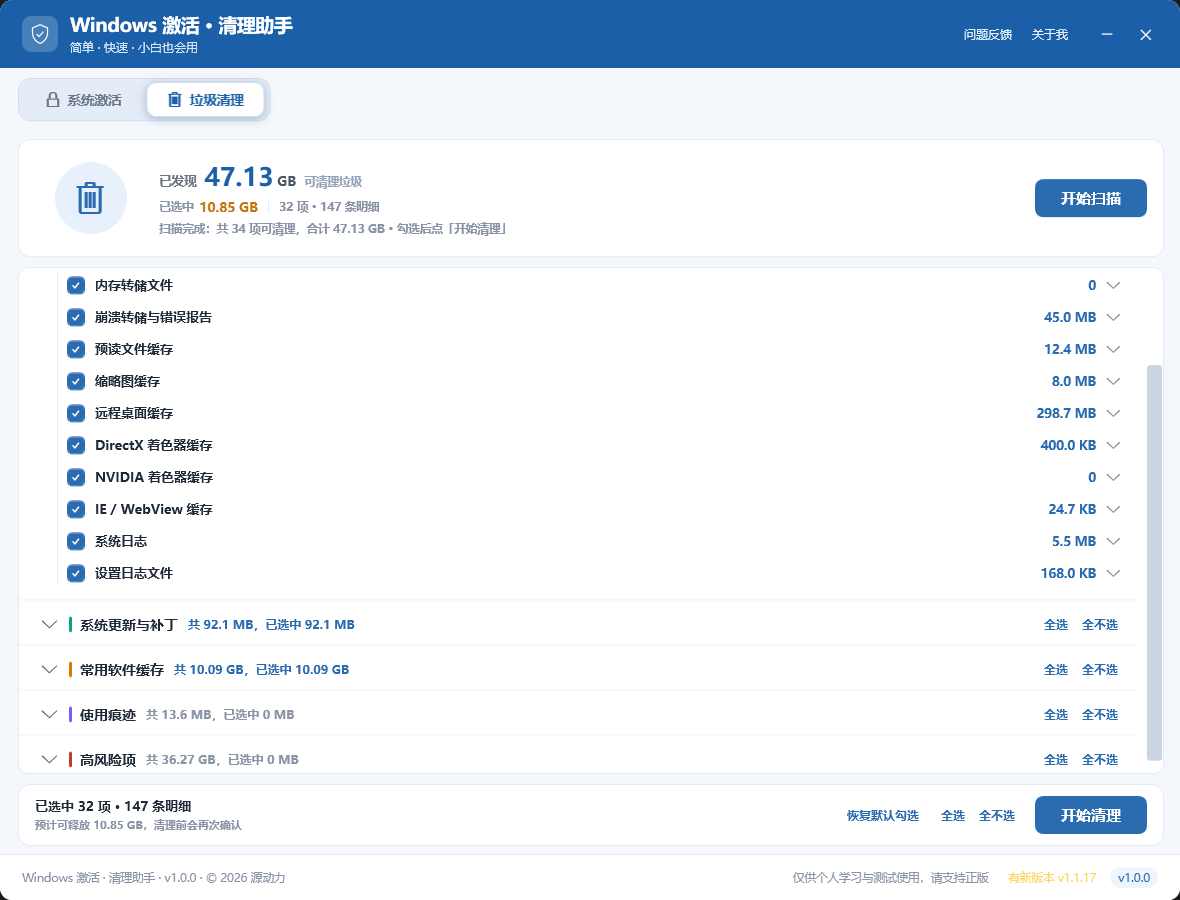 Windows 激活 • 清理助手
简单 · 快速 · 小白也会用
问题反馈 关于我
系统激活 垃圾清理
已发现 47.13 GB 可清理垃圾
已选中 10.85 GB 32 项 • 147 条明细
扫描完成：共 34 项可清理，合计 47.13 GB • 勾选后点「开始清理」
开始扫描
内存转储文件 0
崩溃转储与错误报告 45.0 MB
预读文件缓存 12.4 MB
缩略图缓存 8.0 MB
远程桌面缓存 298.7 MB
DirectX 着色器缓存 400.0 KB
NVIDIA 着色器缓存 0
IE / WebView 缓存 24.7 KB
系统日志 5.5 MB
设置日志文件 168.0 KB
系统更新与补丁 共 92.1 MB，已选中 92.1 MB 全选 全不选
常用软件缓存 共 10.09 GB，已选中 10.09 GB 全选 全不选
使用痕迹 共 13.6 MB，已选中 0 MB 全选 全不选
高风险项 共 36.27 GB，已选中 0 MB 全选 全不选
已选中 32 项 • 147 条明细
预计可释放 10.85 GB，清理前会再次确认
恢复默认勾选 全选 全不选 开始清理
Windows 激活 · 清理助手 · v1.0.0 · © 2026 源动力
仅供个人学习与测试使用，请支持正版 有新版本 v1.1.17 v1.0.0